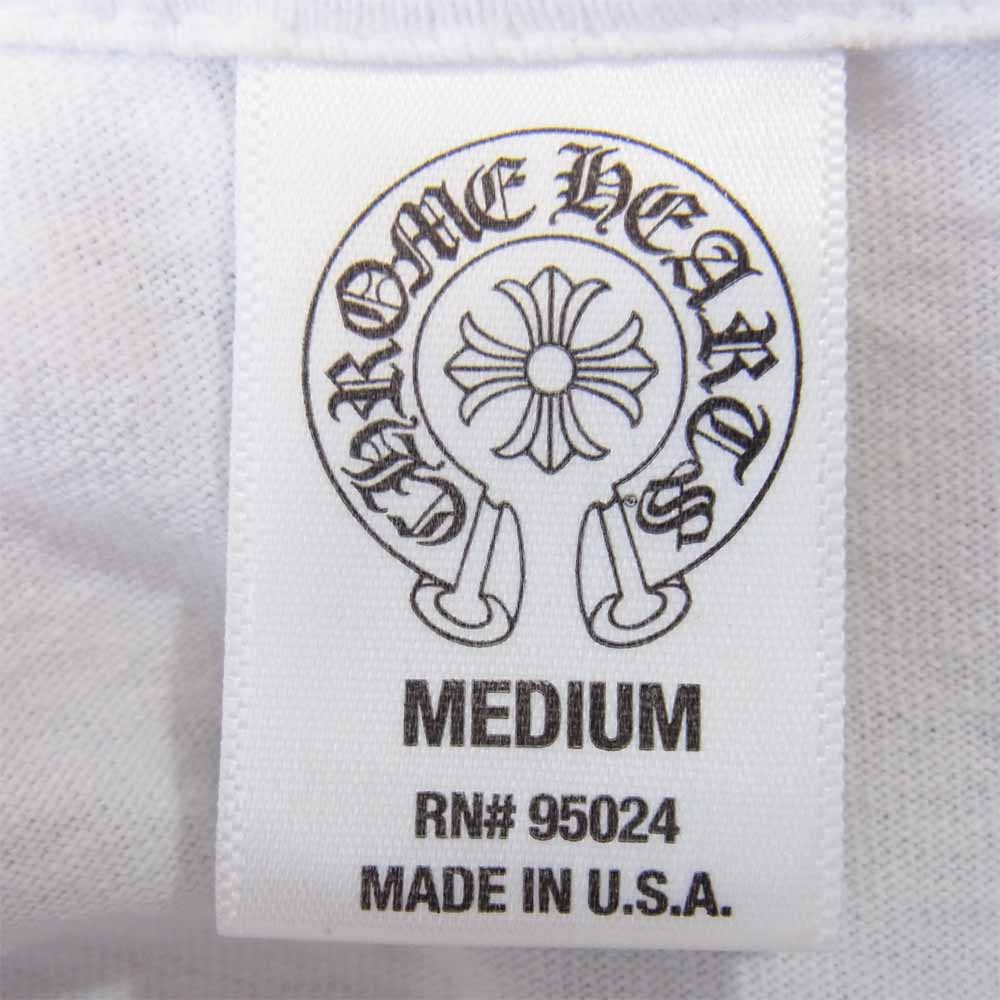 CHROME HEARTS
®
MEDIUM
RN# 95024
MADE IN U.S.A.